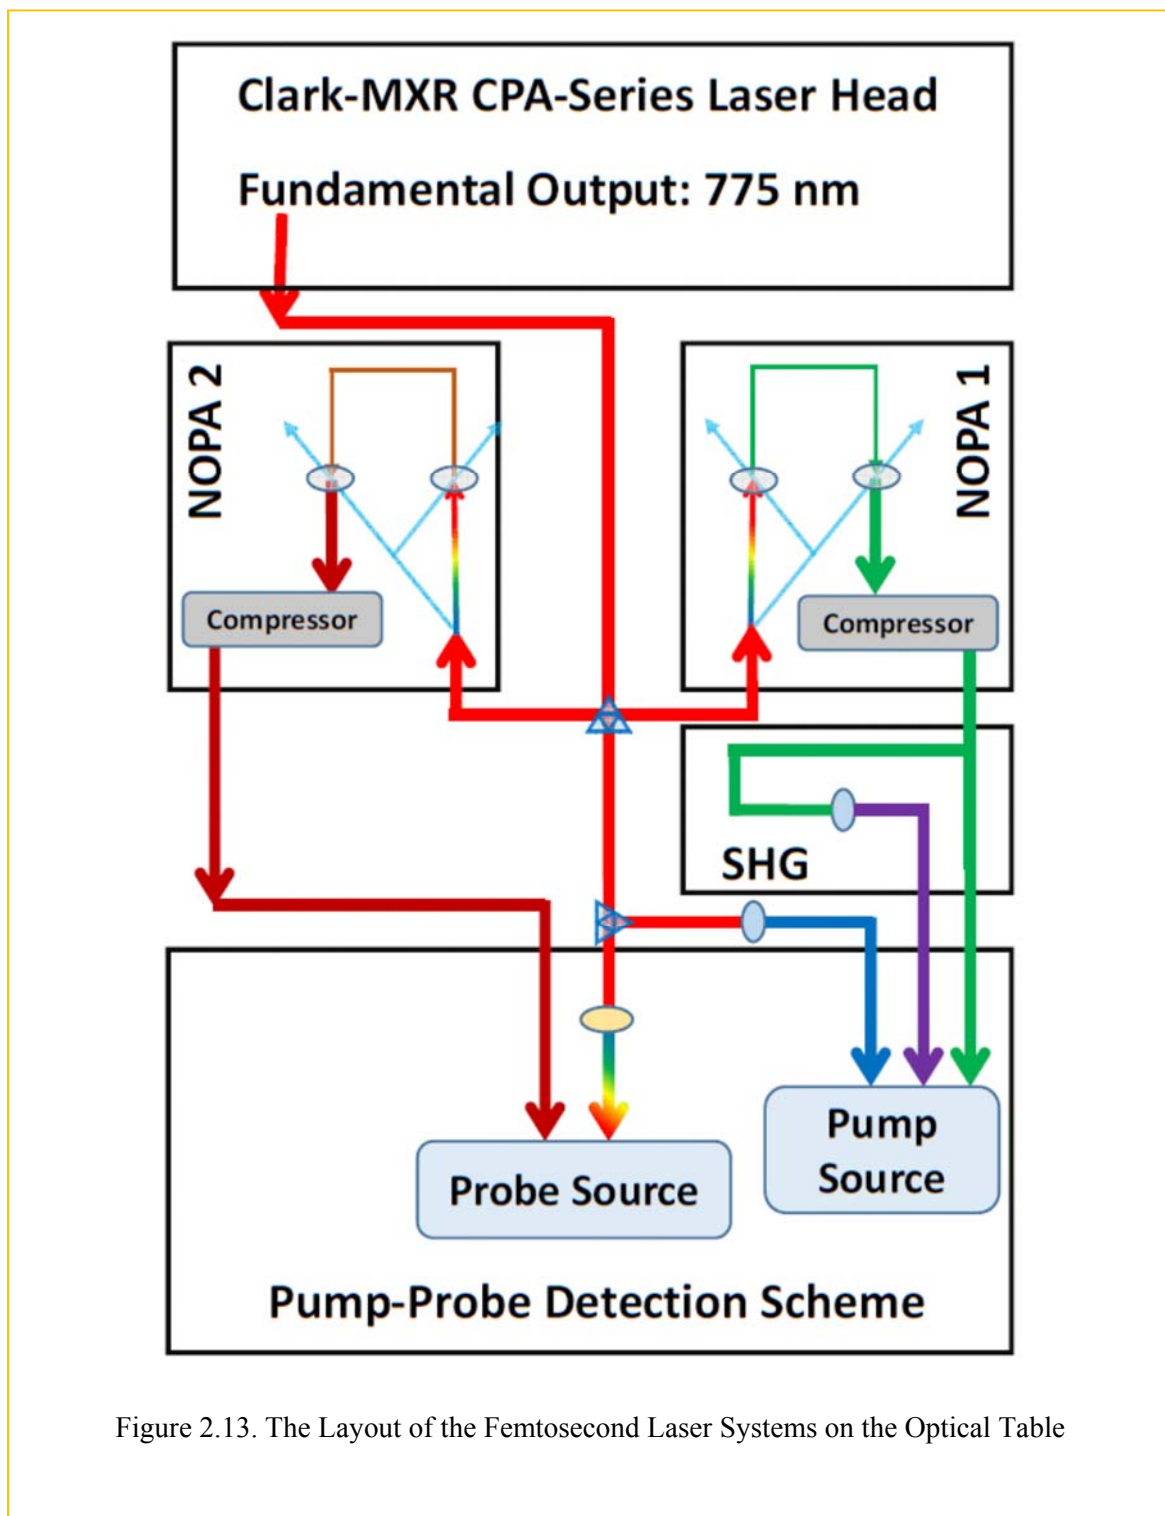 Clark-MXR CPA-Series Laser Head
Fundamental Output: 775 nm
NOPA 2
NOPA 1
Compressor
Compressor
SHG
Pump
Source
Probe Source
Pump-Probe Detection Scheme
Figure 2.13. The Layout of the Femtosecond Laser Systems on the Optical Table